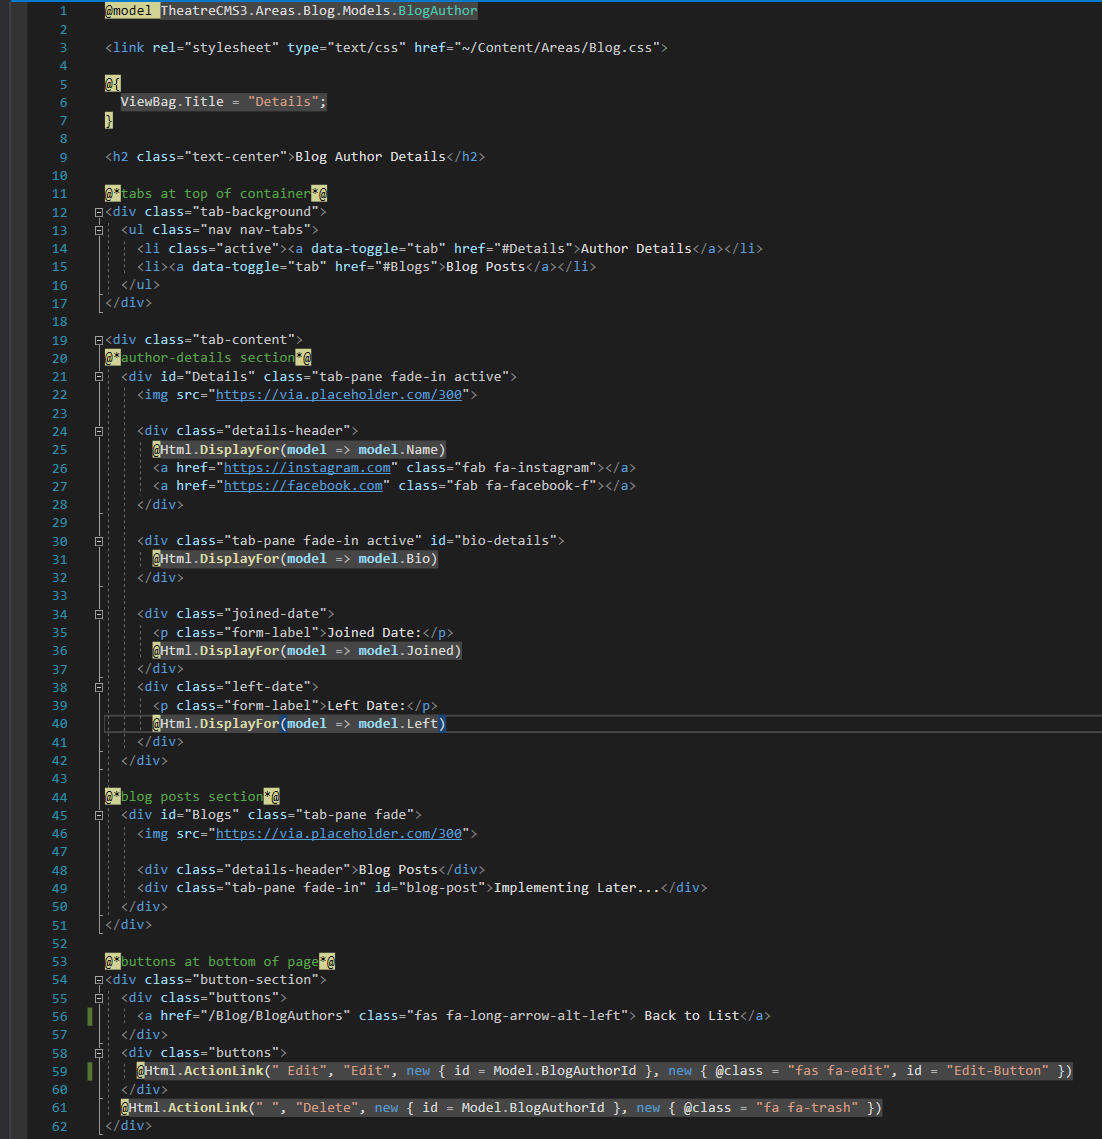 1 @model TheatreCMS3.Areas.Blog.Models.BlogAuthor
2
3 <link rel="stylesheet" type="text/css" href="~/Content/Areas/Blog.css">
4
5 @{
6 ViewBag.Title = "Details";
7 }
8
9 <h2 class="text-center">Blog Author Details</h2>
10
11 @*tabs at top of container*@
12 <div class="tab-background">
13 <ul class="nav nav-tabs">
14 <li class="active"><a data-toggle="tab" href="#Details">Author Details</a></li>
15 <li><a data-toggle="tab" href="#Blogs">Blog Posts</a></li>
16 </ul>
17 </div>
18
19 <div class="tab-content">
20 @*author-details section*@
21 <div id="Details" class="tab-pane fade-in active">
22 <img src="https://via.placeholder.com/300">
23
24 <div class="details-header">
25 @Html.DisplayFor(model => model.Name)
26 <a href="https://instagram.com" class="fab fa-instagram"></a>
27 <a href="https://facebook.com" class="fab fa-facebook-f"></a>
28 </div>
29
30 <div class="tab-pane fade-in active" id="bio-details">
31 @Html.DisplayFor(model => model.Bio)
32 </div>
33
34 <div class="joined-date">
35 <p class="form-label">Joined Date:</p>
36 @Html.DisplayFor(model => model.Joined)
37 </div>
38 <div class="left-date">
39 <p class="form-label">Left Date:</p>
40 @Html.DisplayFor(model => model.Left)
41 </div>
42 </div>
43
44 @*blog posts section*@
45 <div id="Blogs" class="tab-pane fade">
46 <img src="https://via.placeholder.com/300">
47
48 <div class="details-header">Blog Posts</div>
49 <div class="tab-pane fade-in" id="blog-post">Implementing Later...</div>
50 </div>
51 </div>
52
53 @*buttons at bottom of page*@
54 <div class="button-section">
55 <div class="buttons">
56 <a href="/Blog/BlogAuthors" class="fas fa-long-arrow-alt-left"> Back to List</a>
57 </div>
58 <div class="buttons">
59 @Html.ActionLink(" Edit", "Edit", new { id = Model.BlogAuthorId }, new { @class = "fas fa-edit", id = "Edit-Button" })
60 </div>
61 @Html.ActionLink(" ", "Delete", new { id = Model.BlogAuthorId }, new { @class = "fa fa-trash" })
62 </div>